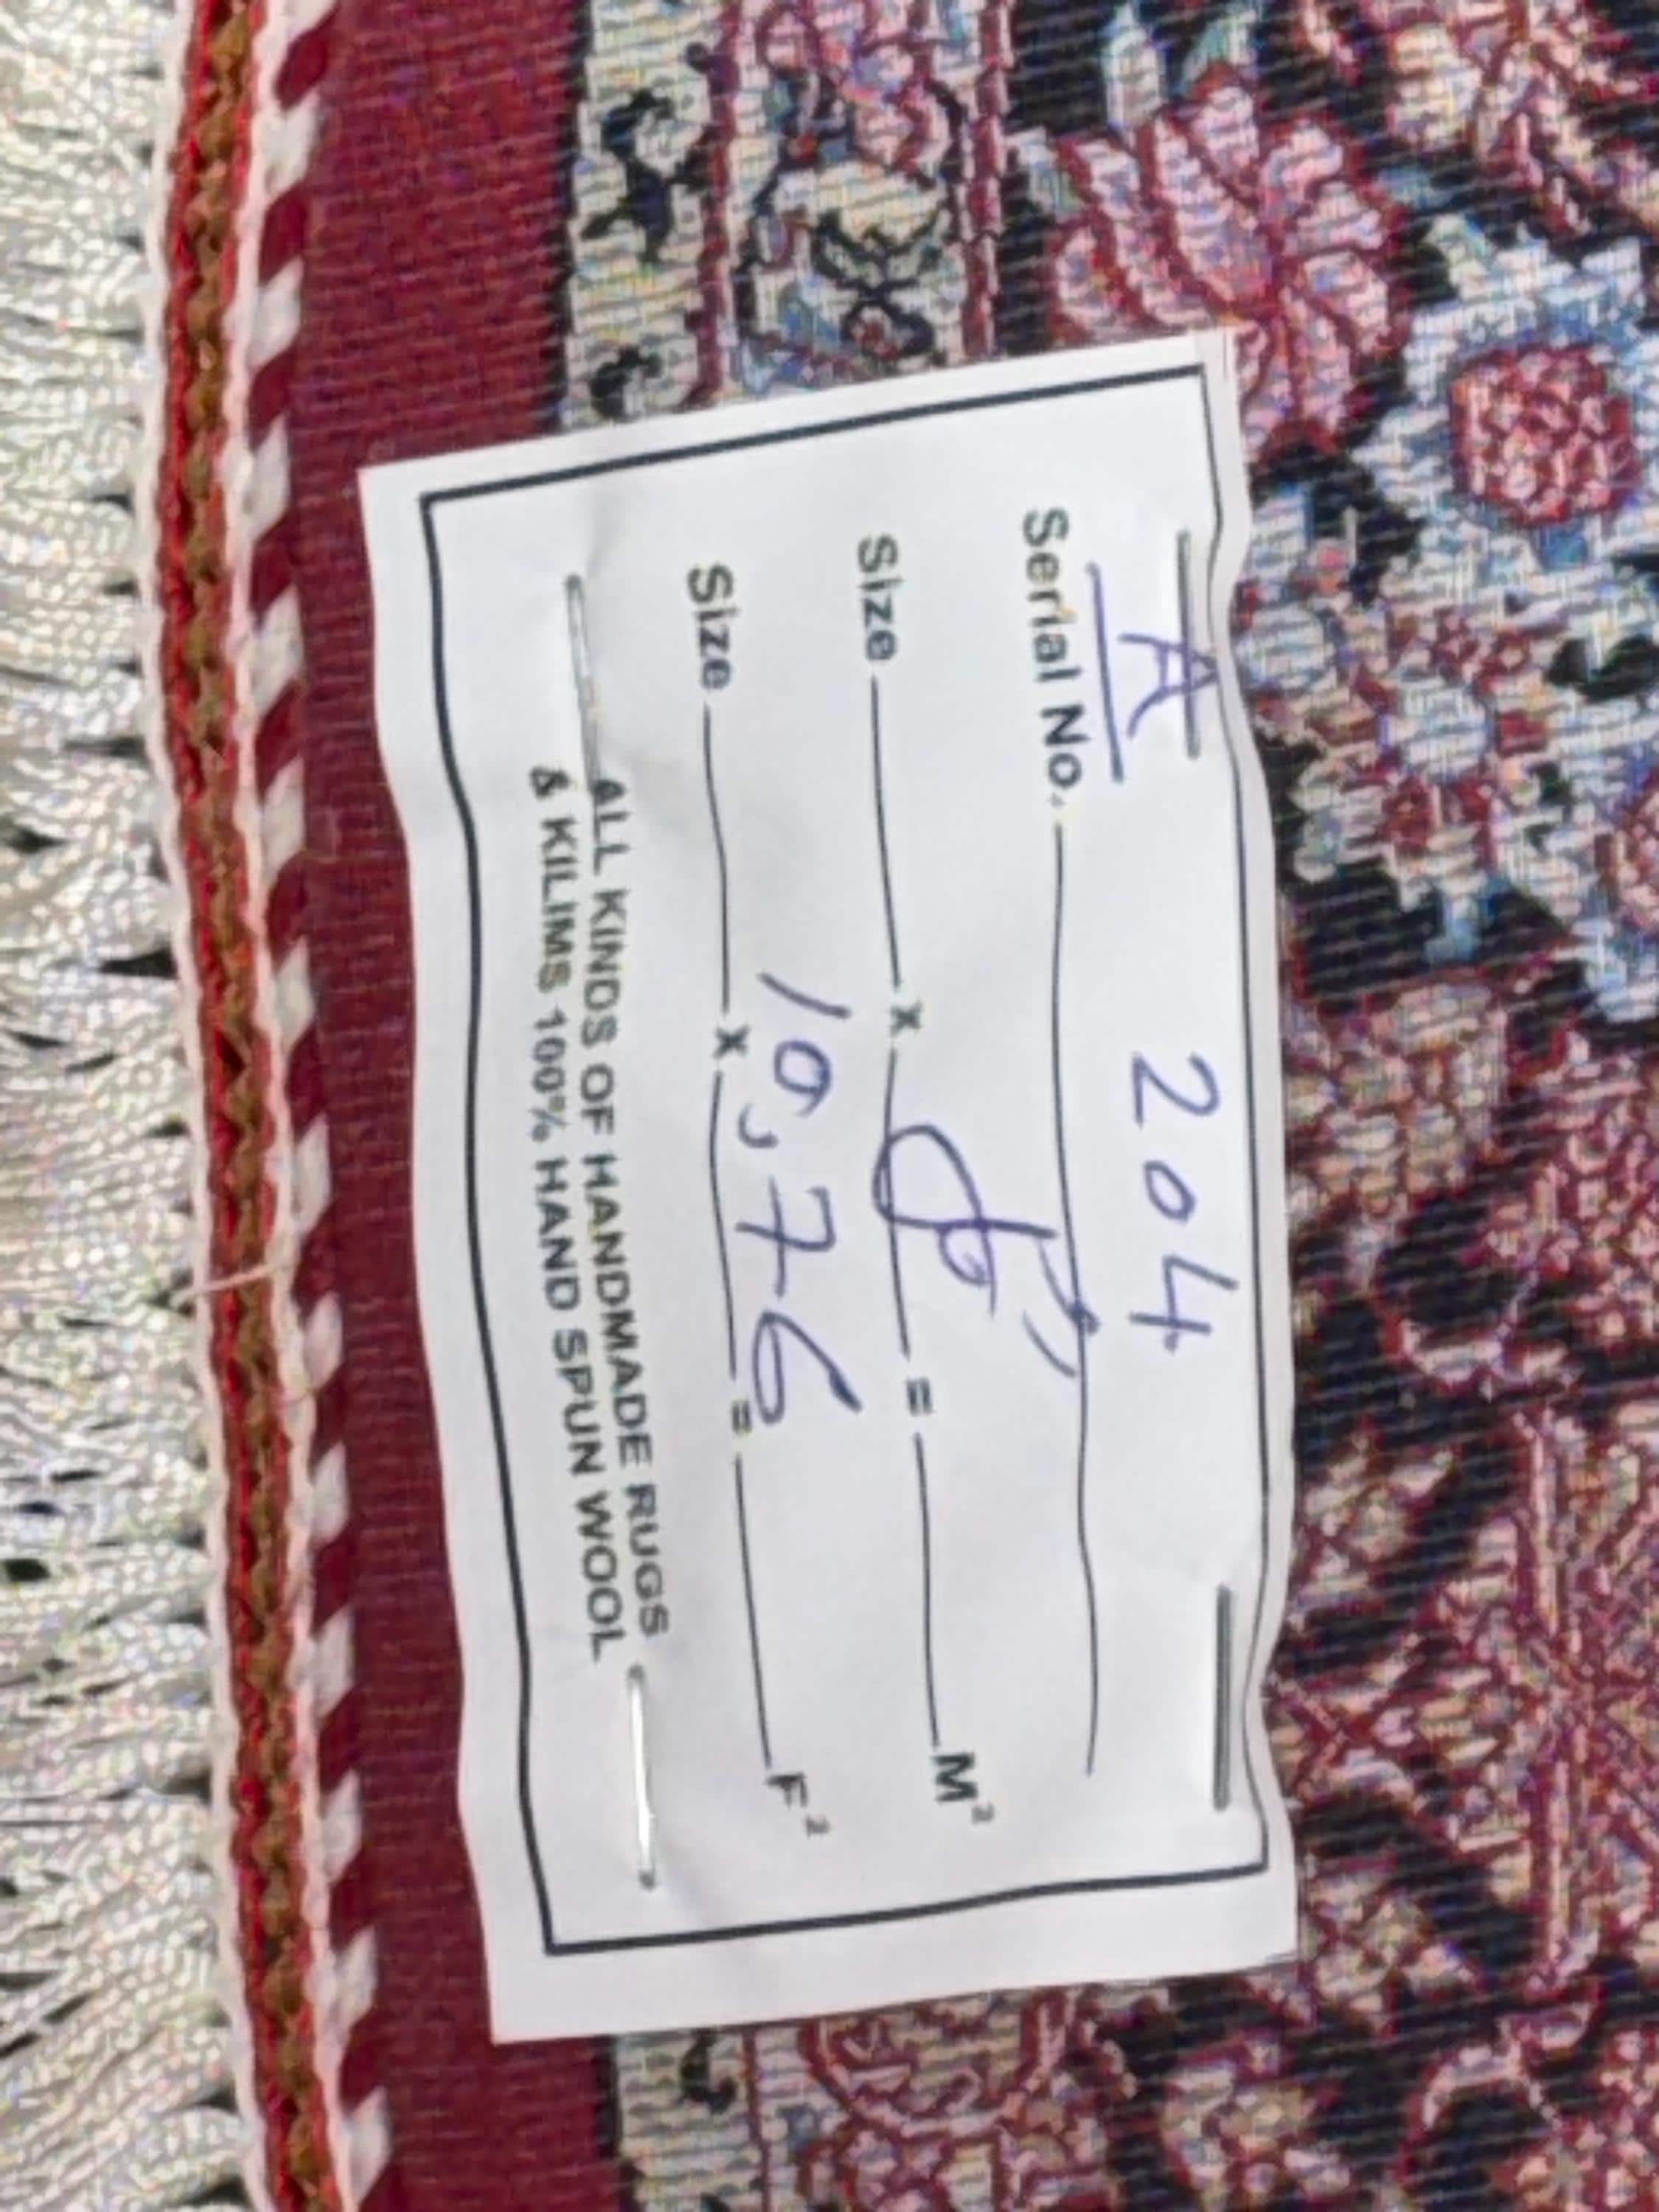 A 204
Serial No.
Size x = M²
10,76
Size x = F²
ALL KINDS OF HANDMADE RUGS
& KILIMS 100% HAND SPUN WOOL